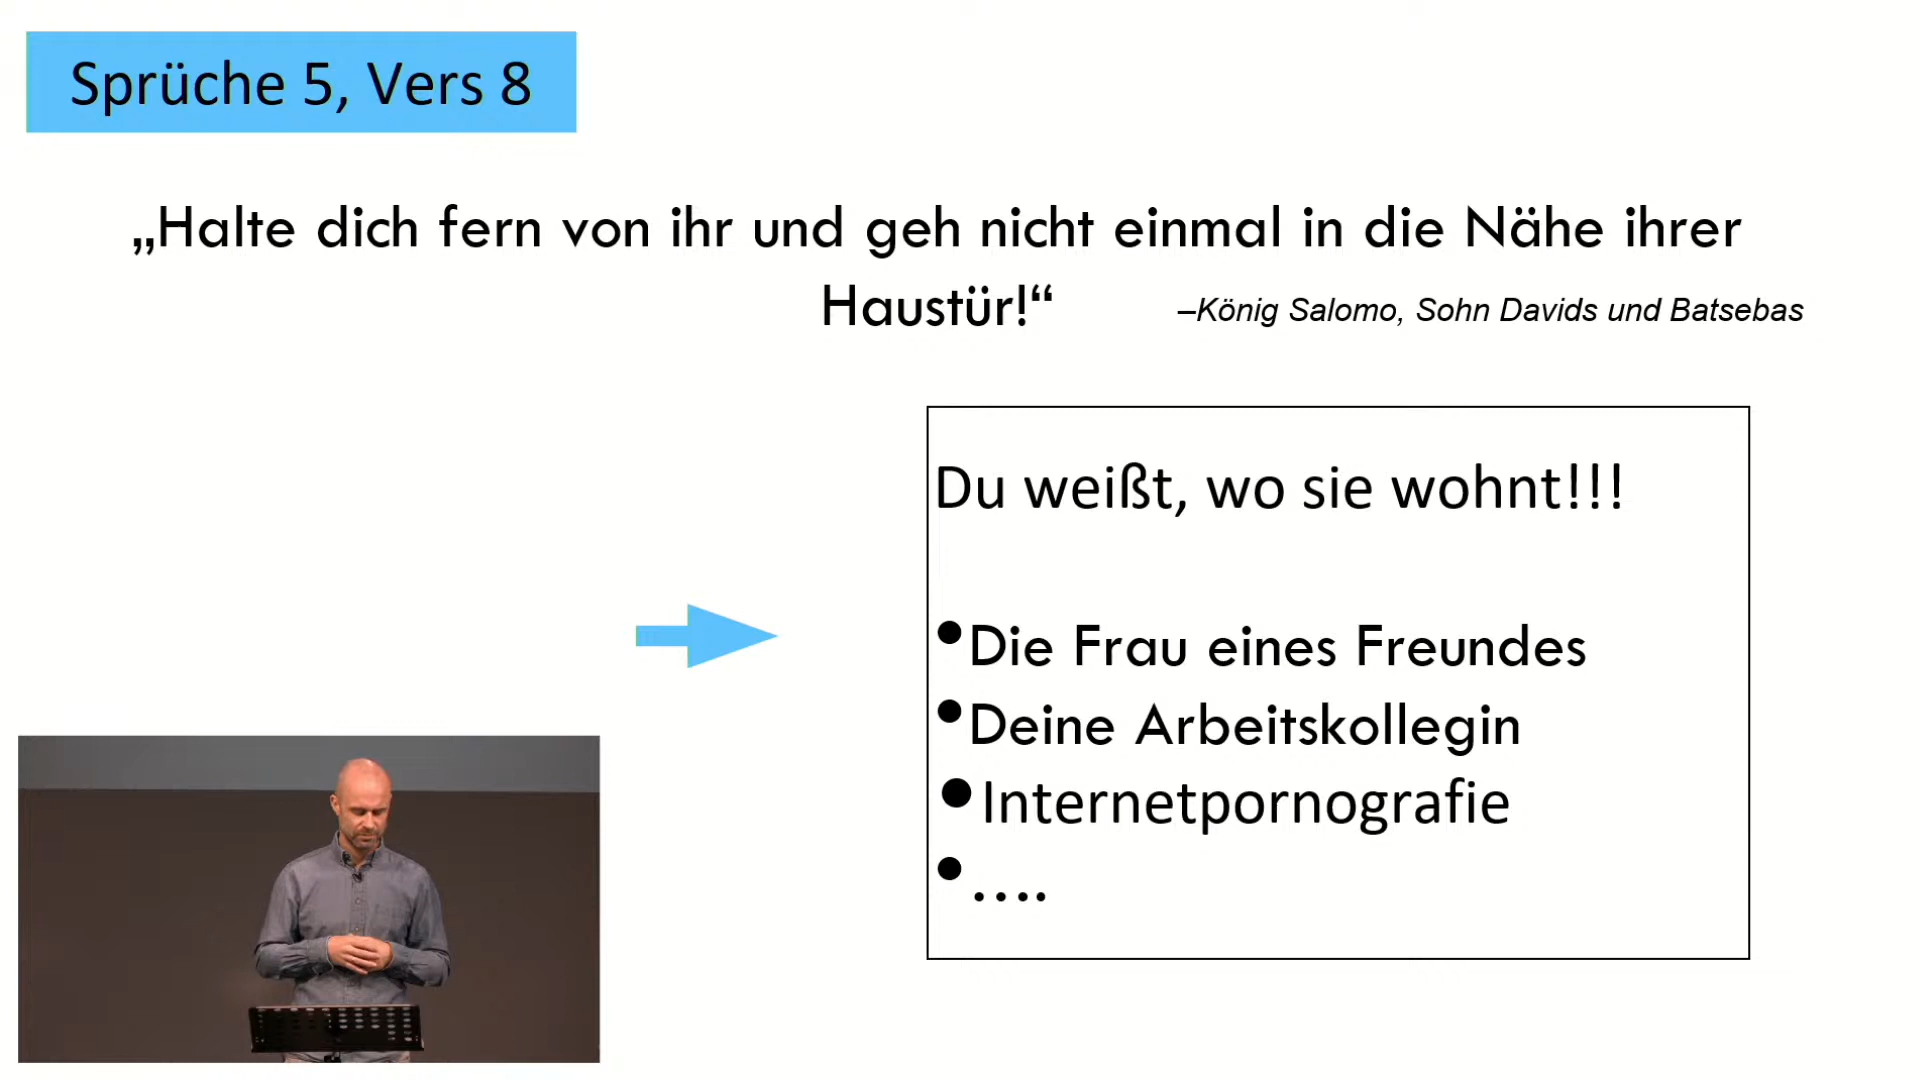 Sprüche 5, Vers 8
„Halte dich fern von ihr und geh nicht einmal in die Nähe ihrer
Haustür!“ –König Salomo, Sohn Davids und Batsebas
Du weißt, wo sie wohnt!!!
•Die Frau eines Freundes
•Deine Arbeitskollegin
•Internetpornografie
•....